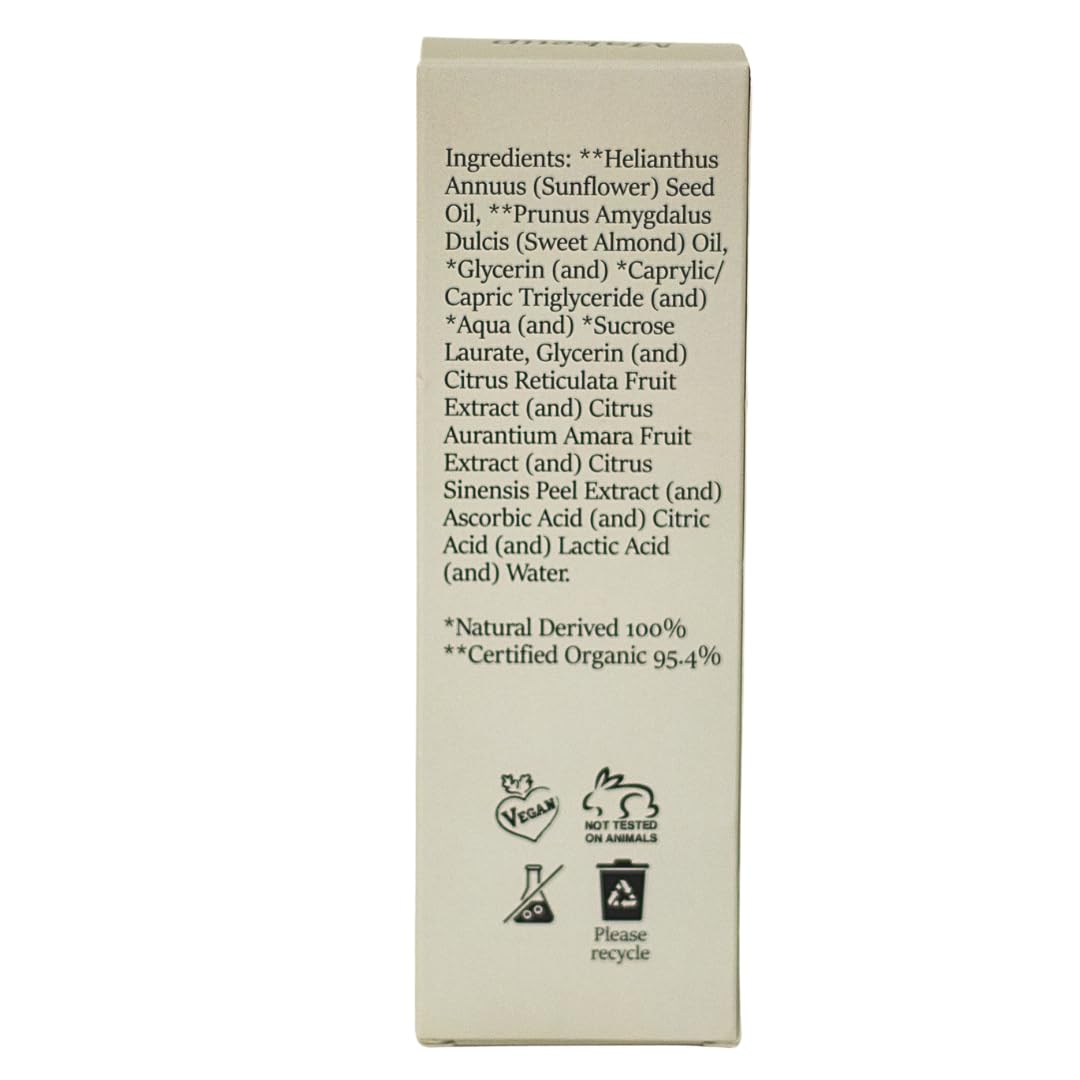 Makeup
Ingredients: **Helianthus
Annuus (Sunflower) Seed
Oil, **Prunus Amygdalus
Dulcis (Sweet Almond) Oil,
*Glycerin (and) *Caprylic/
Capric Triglyceride (and)
*Aqua (and) *Sucrose
Laurate, Glycerin (and)
Citrus Reticulata Fruit
Extract (and) Citrus
Aurantium Amara Fruit
Extract (and) Citrus
Sinensis Peel Extract (and)
Ascorbic Acid (and) Citric
Acid (and) Lactic Acid
(and) Water.
*Natural Derived 100%
**Certified Organic 95.4%
VEGAN
NOT TESTED
ON ANIMALS
Please
recycle